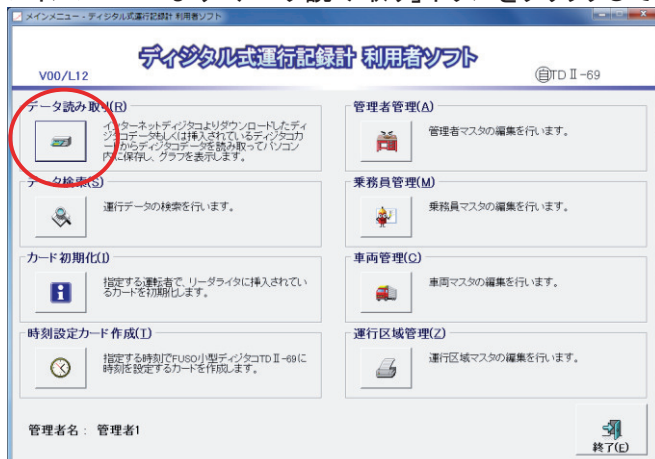 メインメニュー - ディジタル式運行記録計 利用者ソフト
ディジタル式運行記録計 利用者ソフト
V00/L12
自TDⅡ-69
データ読み取り(R)
インターネットディジタコよりダウンロードしたディ
ジタコデータもしくは挿入されているディジタコカ
ードからディジタコデータを読み取ってパソコン
内に保存し、グラフを表示します。
データ検索(S)
運行データの検索を行います。
カード初期化(I)
指定する運転者で、リーダライタに挿入されてい
るカードを初期化します。
時刻設定カード作成(T)
指定する時刻でFUSO小型ディジタコTDⅡ-69に
時刻を設定するカードを作成します。
管理者管理(A)
管理者マスタの編集を行います。
乗務員管理(M)
乗務員マスタの編集を行います。
車両管理(C)
車両マスタの編集を行います。
運行区域管理(Z)
運行区域マスタの編集を行います。
管理者名： 管理者1
終了(E)